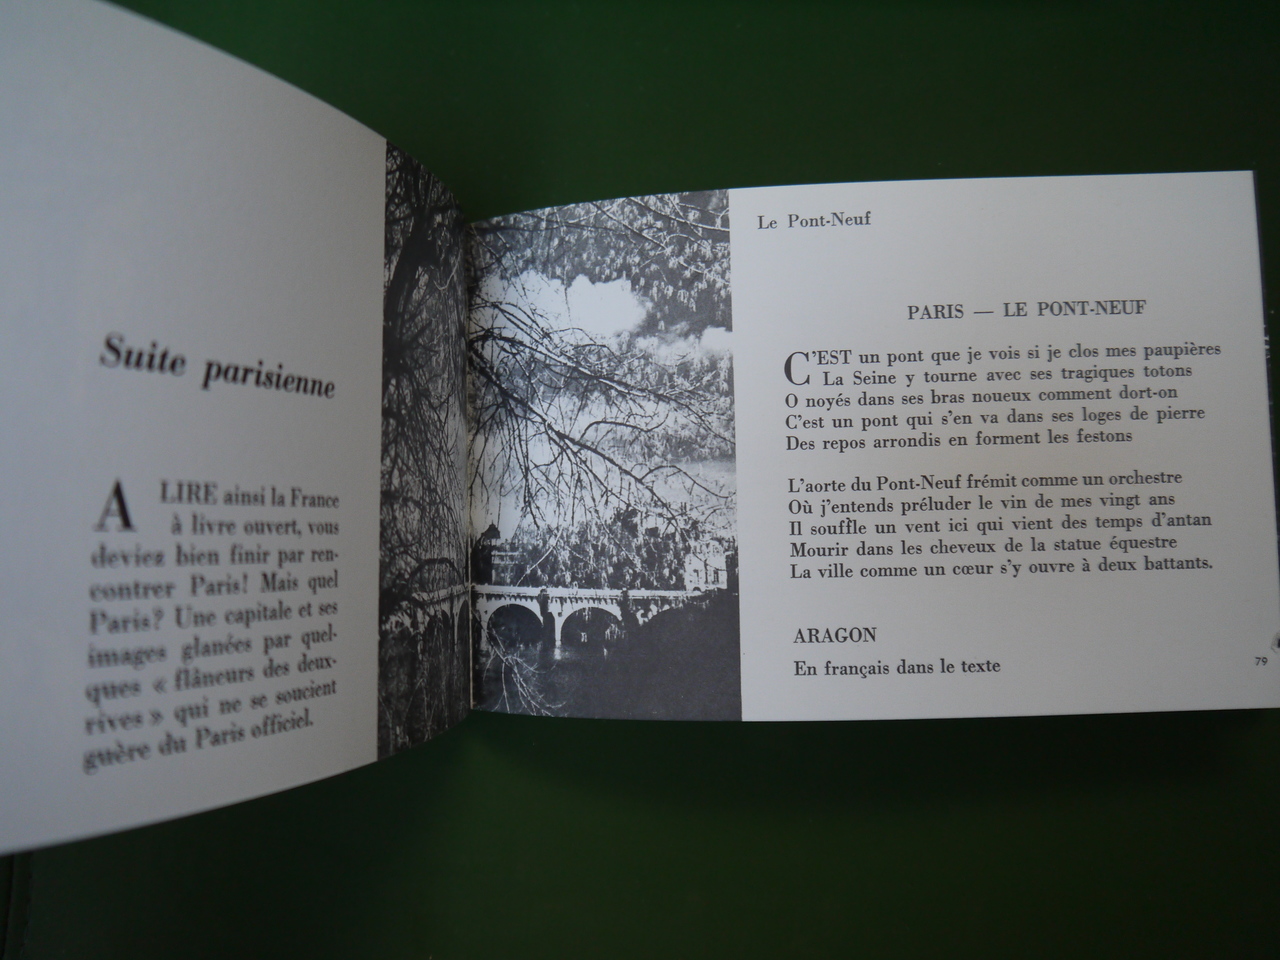 Suite parisienne
A LIRE ainsi la France
à livre ouvert, vous
deviez bien finir par ren-
contrer Paris! Mais quel
Paris? Une capitale et ses
images glanées par quel-
ques « flâneurs des deux-
rives » qui ne se soucient
guère du Paris officiel.
Le Pont-Neuf
PARIS — LE PONT-NEUF
C'EST un pont que je vois si je clos mes paupières
La Seine y tourne avec ses tragiques totons
O noyés dans ses bras noueux comment dort-on
C'est un pont qui s'en va dans ses loges de pierre
Des repos arrondis en forment les festons
L'aorte du Pont-Neuf frémit comme un orchestre
Où j'entends préluder le vin de mes vingt ans
Il souffle un vent ici qui vient des temps d'antan
Mourir dans les cheveux de la statue équestre
La ville comme un cœur s'y ouvre à deux battants.
ARAGON
En français dans le texte
79